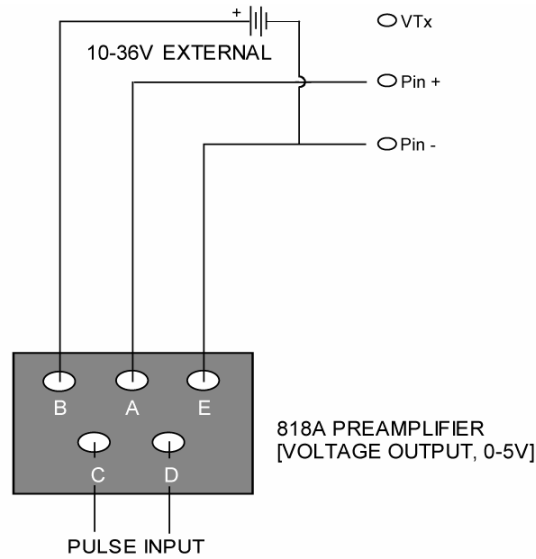 +
VTx
10-36V EXTERNAL
Pin +
Pin -
B A E
C D
818A PREAMPLIFIER
[VOLTAGE OUTPUT, 0-5V]
PULSE INPUT